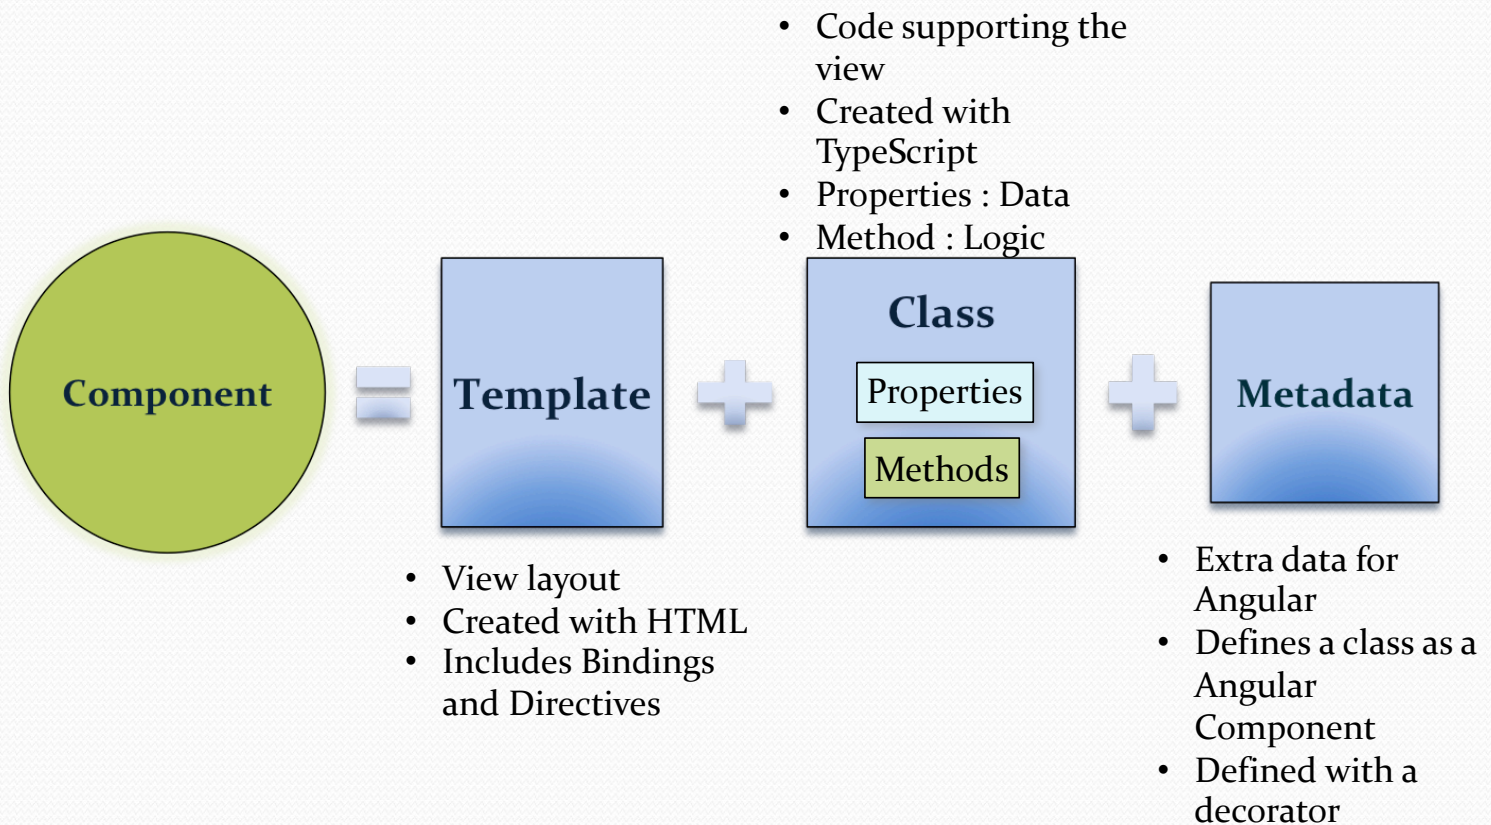 • Code supporting the
view
• Created with
TypeScript
• Properties : Data
• Method : Logic
Component
Template
Class
Properties
Methods
Metadata
• View layout
• Created with HTML
• Includes Bindings
and Directives
• Extra data for
Angular
• Defines a class as a
Angular
Component
• Defined with a
decorator